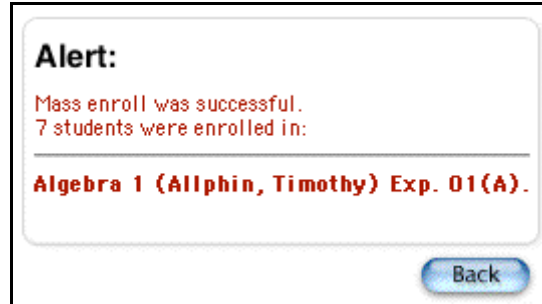 Alert:
Mass enroll was successful.
7 students were enrolled in:
Algebra 1 (Allphin, Timothy) Exp. 01(A).
Back